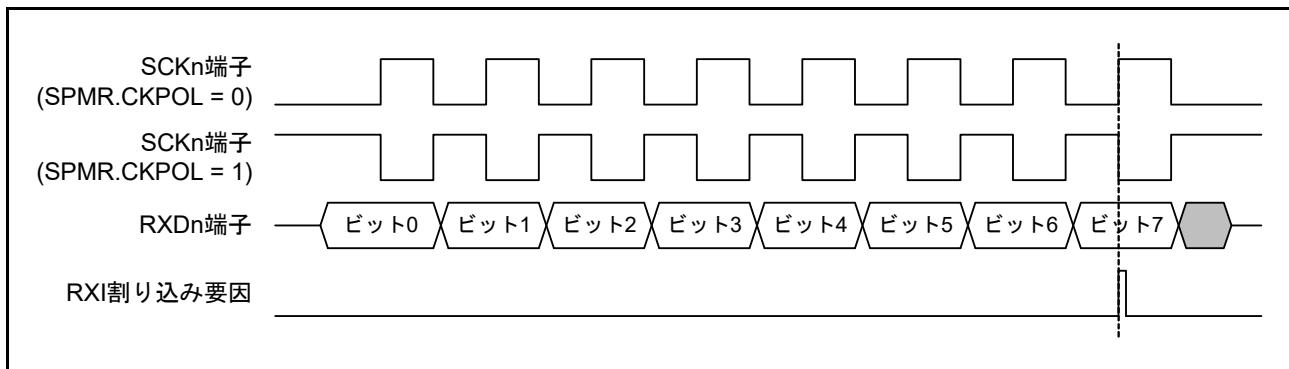 SCKn端子
(SPMR.CKPOL = 0)
SCKn端子
(SPMR.CKPOL = 1)
RXDn端子
ビット0 ビット1 ビット2 ビット3 ビット4 ビット5 ビット6 ビット7
RXI割り込み要因